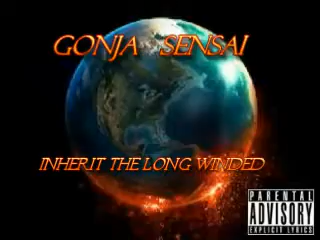 GONJA SENSAI
INHERIT THE LONG WINDED
PARENTAL
ADVISORY
EXPLICIT LYRICS